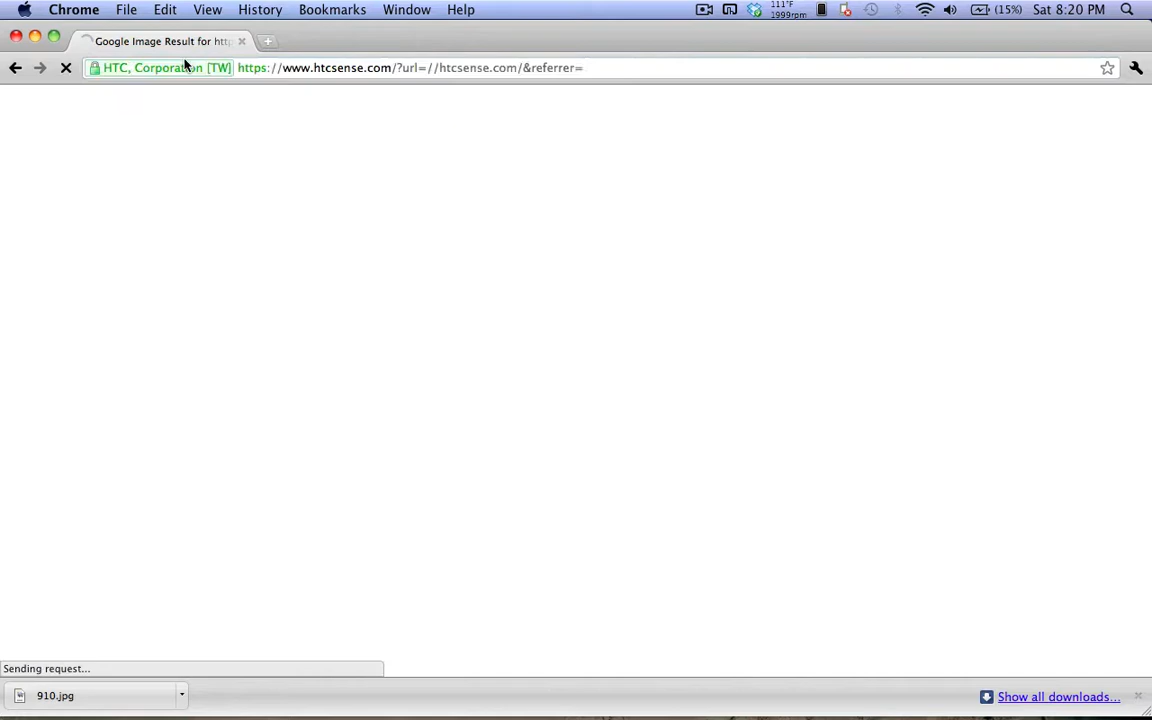 Chrome File Edit View History Bookmarks Window Help 111°F 1999rpm (15%) Sat 8:20 PM
Google Image Result for http
HTC, Corporation [TW] https://www.htcsense.com/?url=//htcsense.com/&referrer=
Sending request...
910.jpg Show all downloads...